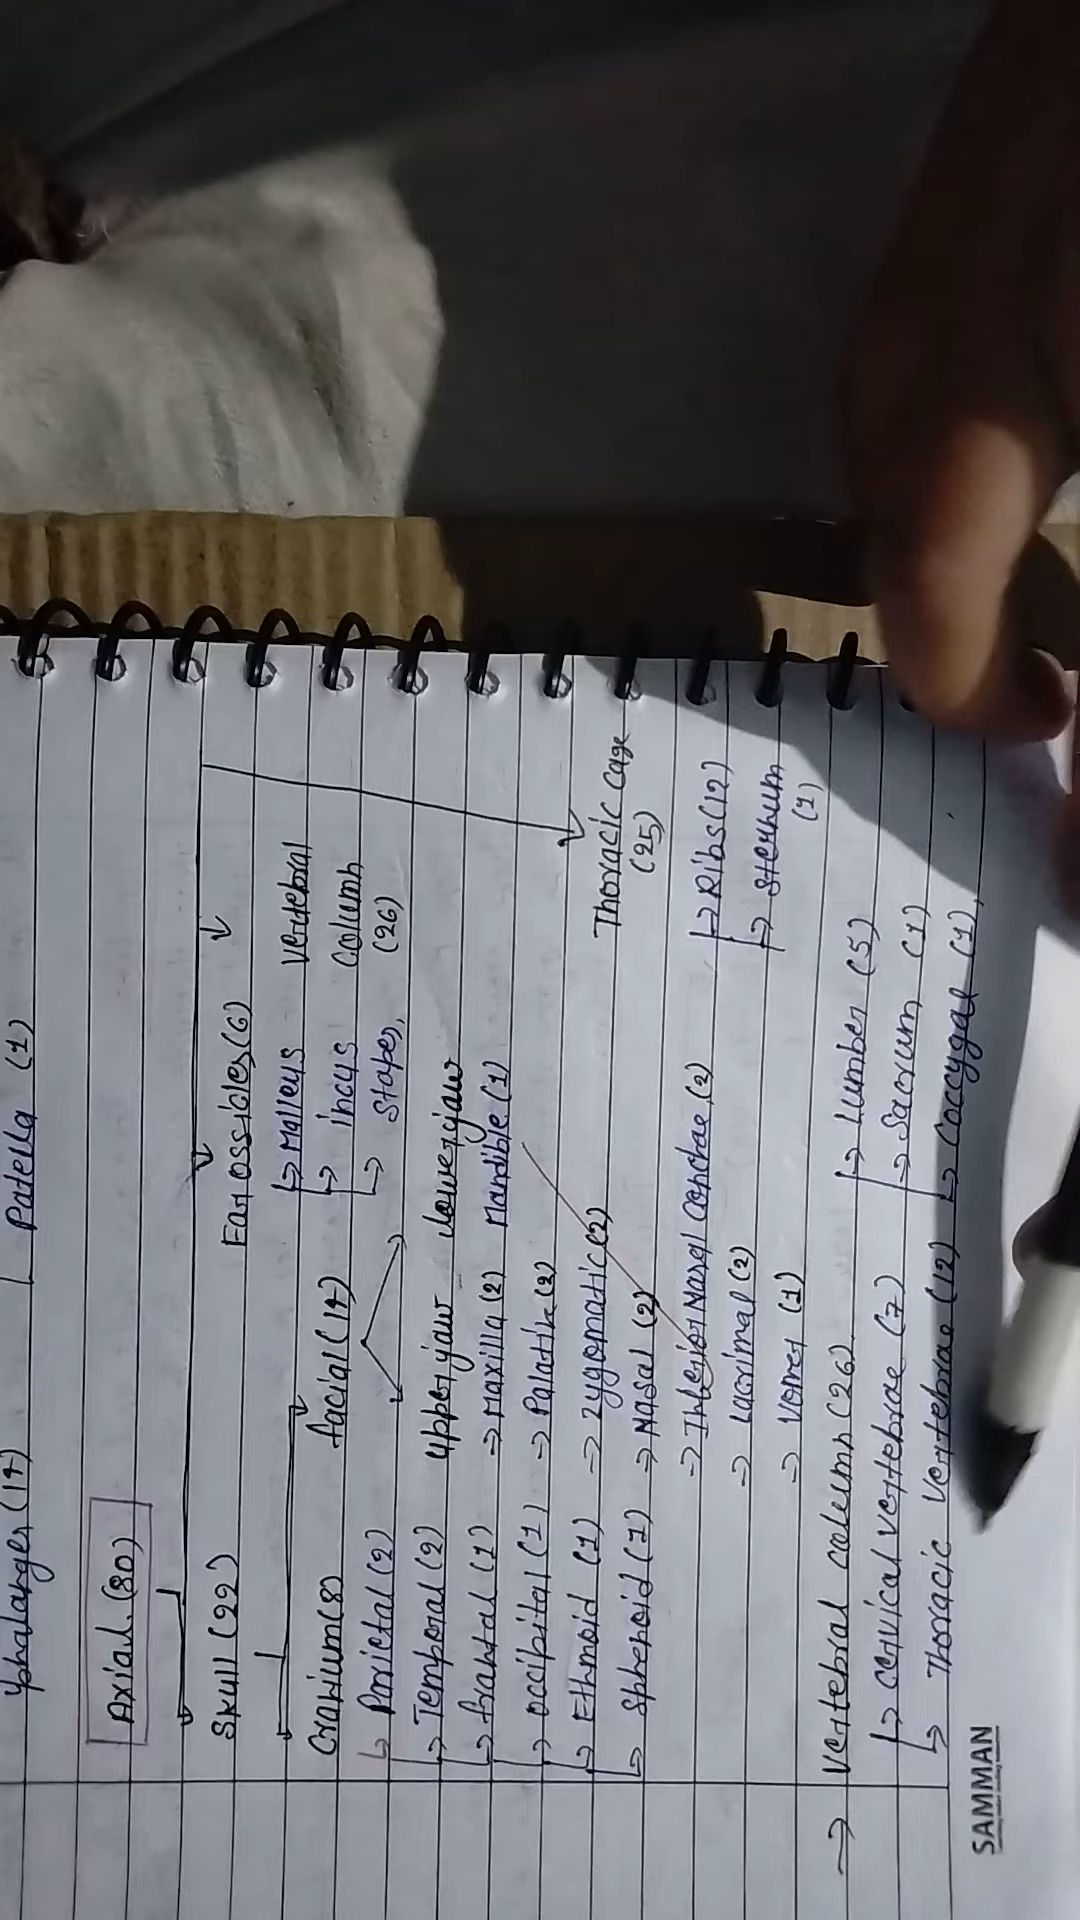 phalanges (14) Patella (1)
Axial. (80)
Skull (22) Ear ossicles (6) Vertebral column (26) Thoracic cage (25)
↳ Malleus
↳ incus
↳ Stapes,
↳ Ribs (12)
↳ Sternum (1)
Cranium (8) facial (14)
↳ Parietal (2)
↳ Temporal (2) upper jaw lower jaw
↳ frontal (1) ⇒ Maxilla (2) Mandible (1)
↳ occipital (1) ⇒ Palatin (2)
↳ Ethmoid (1) ⇒ zygomatic (2)
↳ Sphenoid (1) ⇒ Nasal (2)
⇒ Inferior Nasal conchae (2)
⇒ lacrimal (2)
⇒ vomer (1)
⇒ vertebral column (26)
↳ cervical vertebrae (7) ↳ Lumber (5)
↳ Thoracic vertebrae (12) ⇒ Sacrum (1)
↳ Coccygal (1),
SAMMAN